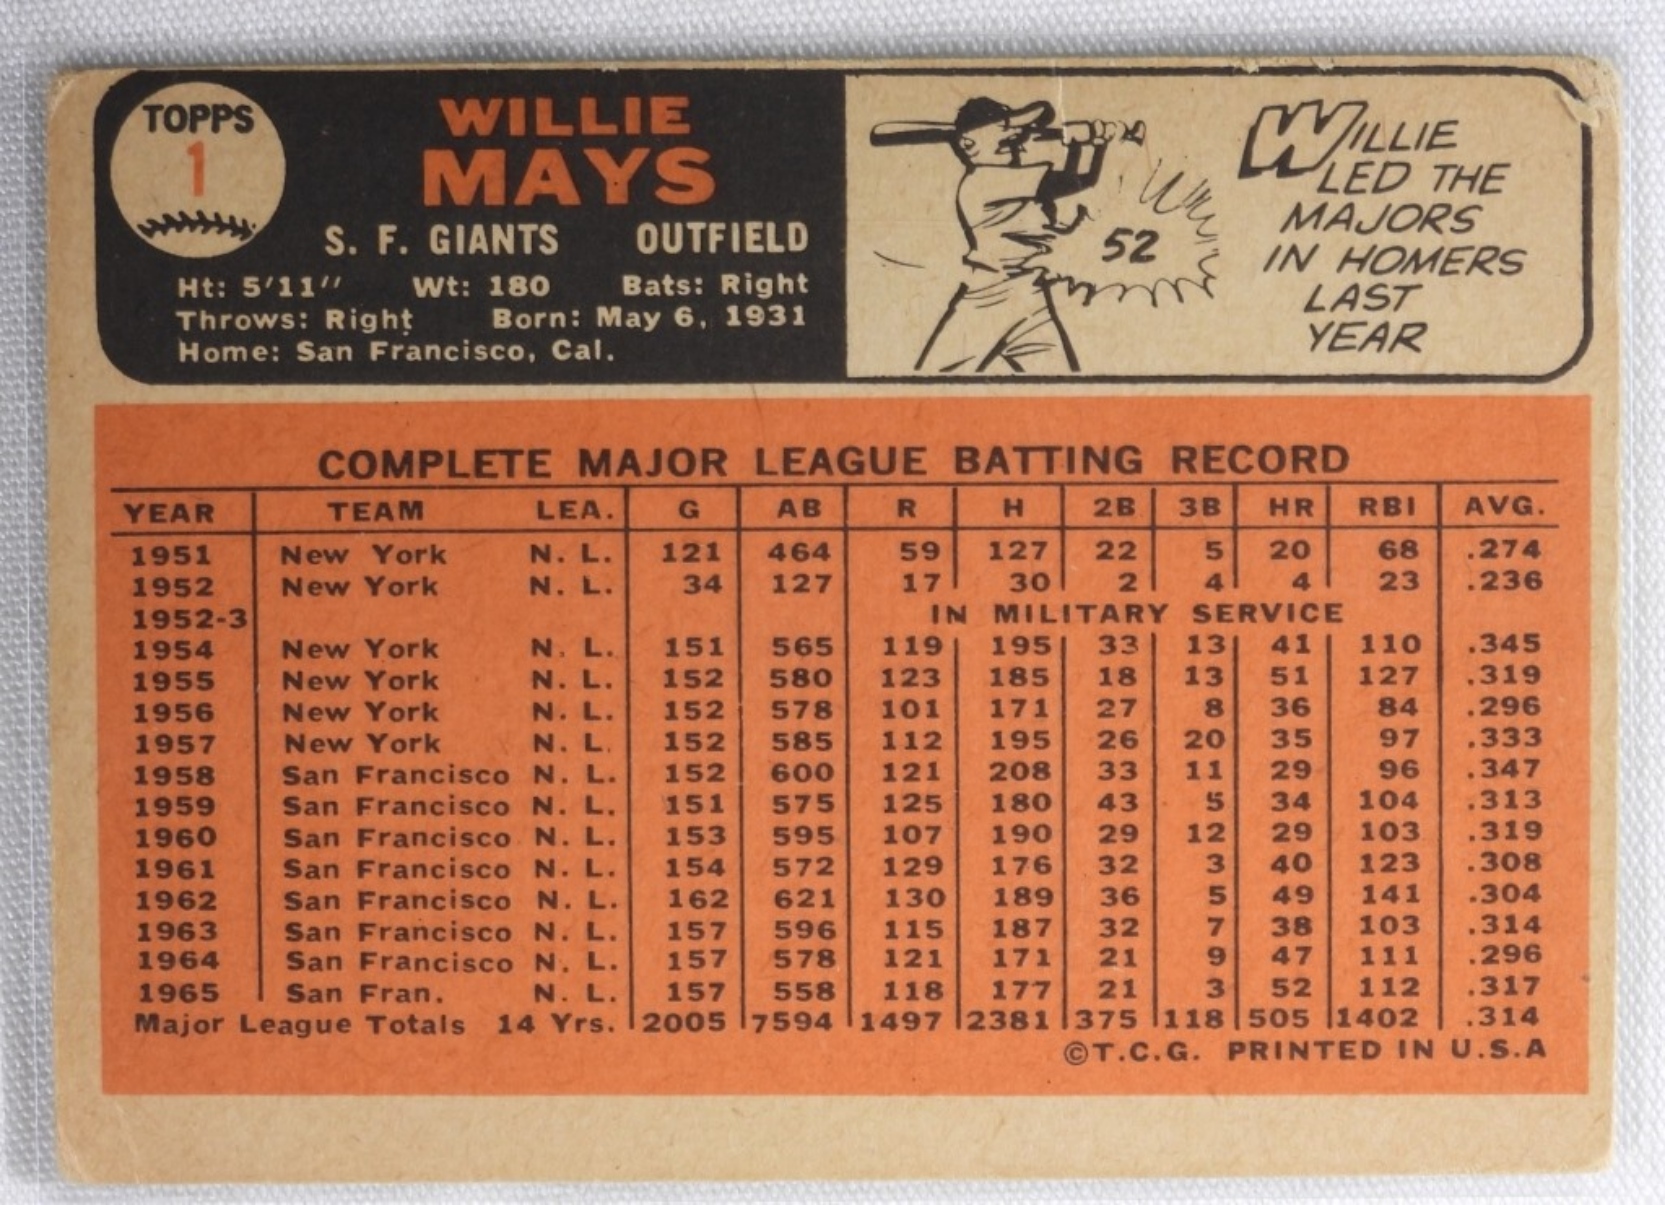 TOPPS
1
WILLIE
MAYS
S. F. GIANTS OUTFIELD
Ht: 5'11" Wt: 180 Bats: Right
Throws: Right Born: May 6, 1931
Home: San Francisco, Cal.
52
WILLIE
LED THE
MAJORS
IN HOMERS
LAST
YEAR
COMPLETE MAJOR LEAGUE BATTING RECORD
YEAR TEAM LEA. G AB R H 2B 3B HR RBI AVG.
1951 New York N. L. 121 464 59 127 22 5 20 68 .274
1952 New York N. L. 34 127 17 30 2 4 4 23 .236
1952-3 IN MILITARY SERVICE
1954 New York N. L. 151 565 119 195 33 13 41 110 .345
1955 New York N. L. 152 580 123 185 18 13 51 127 .319
1956 New York N. L. 152 578 101 171 27 8 36 84 .296
1957 New York N. L. 152 585 112 195 26 20 35 97 .333
1958 San Francisco N. L. 152 600 121 208 33 11 29 96 .347
1959 San Francisco N. L. 151 575 125 180 43 5 34 104 .313
1960 San Francisco N. L. 153 595 107 190 29 12 29 103 .319
1961 San Francisco N. L. 154 572 129 176 32 3 40 123 .308
1962 San Francisco N. L. 162 621 130 189 36 5 49 141 .304
1963 San Francisco N. L. 157 596 115 187 32 7 38 103 .314
1964 San Francisco N. L. 157 578 121 171 21 9 47 111 .296
1965 San Fran. N. L. 157 558 118 177 21 3 52 112 .317
Major League Totals 14 Yrs. 2005 7594 1497 2381 375 118 505 1402 .314
©T.C.G. PRINTED IN U.S.A